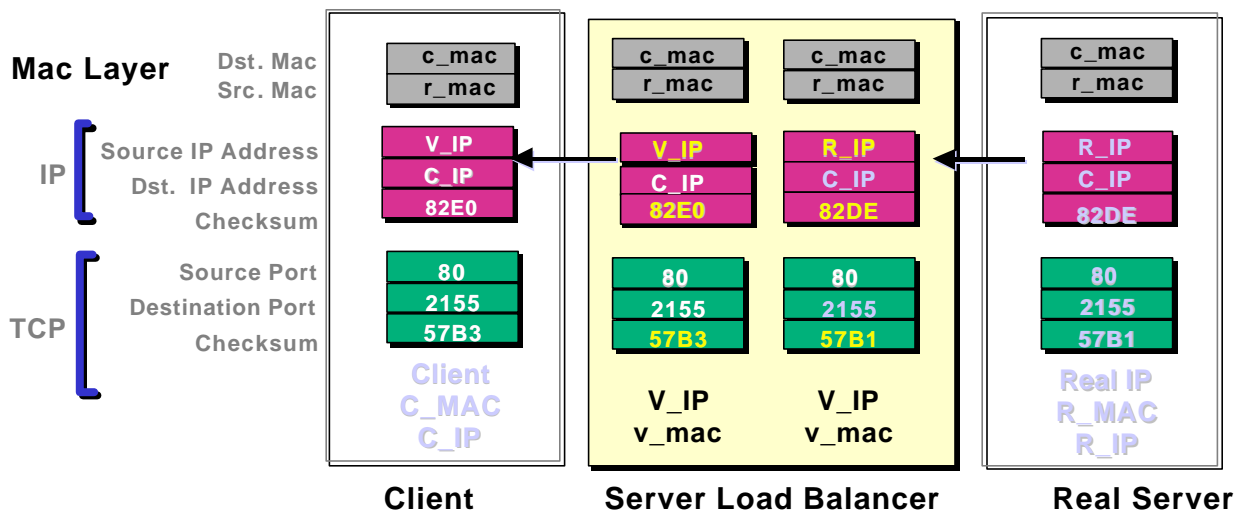 Mac Layer
Dst. Mac
Src. Mac
IP
Source IP Address
Dst. IP Address
Checksum
TCP
Source Port
Destination Port
Checksum
c_mac
r_mac
V_IP
C_IP
82E0
80
2155
57B3
Client
C_MAC
C_IP
Client
c_mac
r_mac
V_IP
C_IP
82E0
80
2155
57B3
V_IP
v_mac
c_mac
r_mac
R_IP
C_IP
82DE
80
2155
57B1
V_IP
v_mac
Server Load Balancer
c_mac
r_mac
R_IP
C_IP
82DE
80
2155
57B1
Real IP
R_MAC
R_IP
Real Server